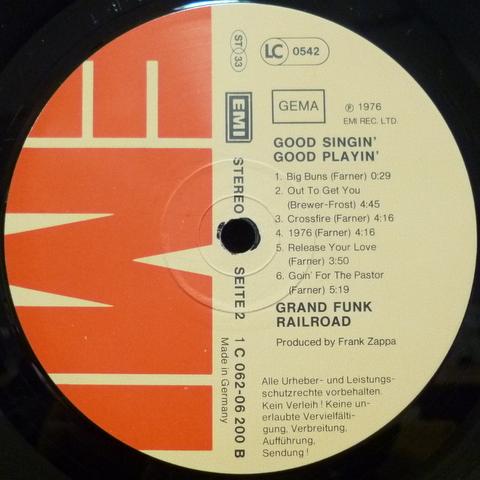 ST
33
LC 0542
GEMA
℗ 1976
EMI REC. LTD.
EMI
STEREO SEITE 2 1 C 062-06 200 B
Made in Germany
GOOD SINGIN'
GOOD PLAYIN'
1. Big Buns (Farner) 0:29
2. Out To Get You
(Brewer-Frost) 4:45
3. Crossfire (Farner) 4:16
4. 1976 (Farner) 4:16
5. Release Your Love
(Farner) 3:50
6. Goin' For The Pastor
(Farner) 5:19
GRAND FUNK
RAILROAD
Produced by Frank Zappa
Alle Urheber- und Leistungs-
schutzrechte vorbehalten.
Kein Verleih! Keine un-
erlaubte Vervielfälti-
gung, Verbreitung,
Aufführung,
Sendung!
EMI